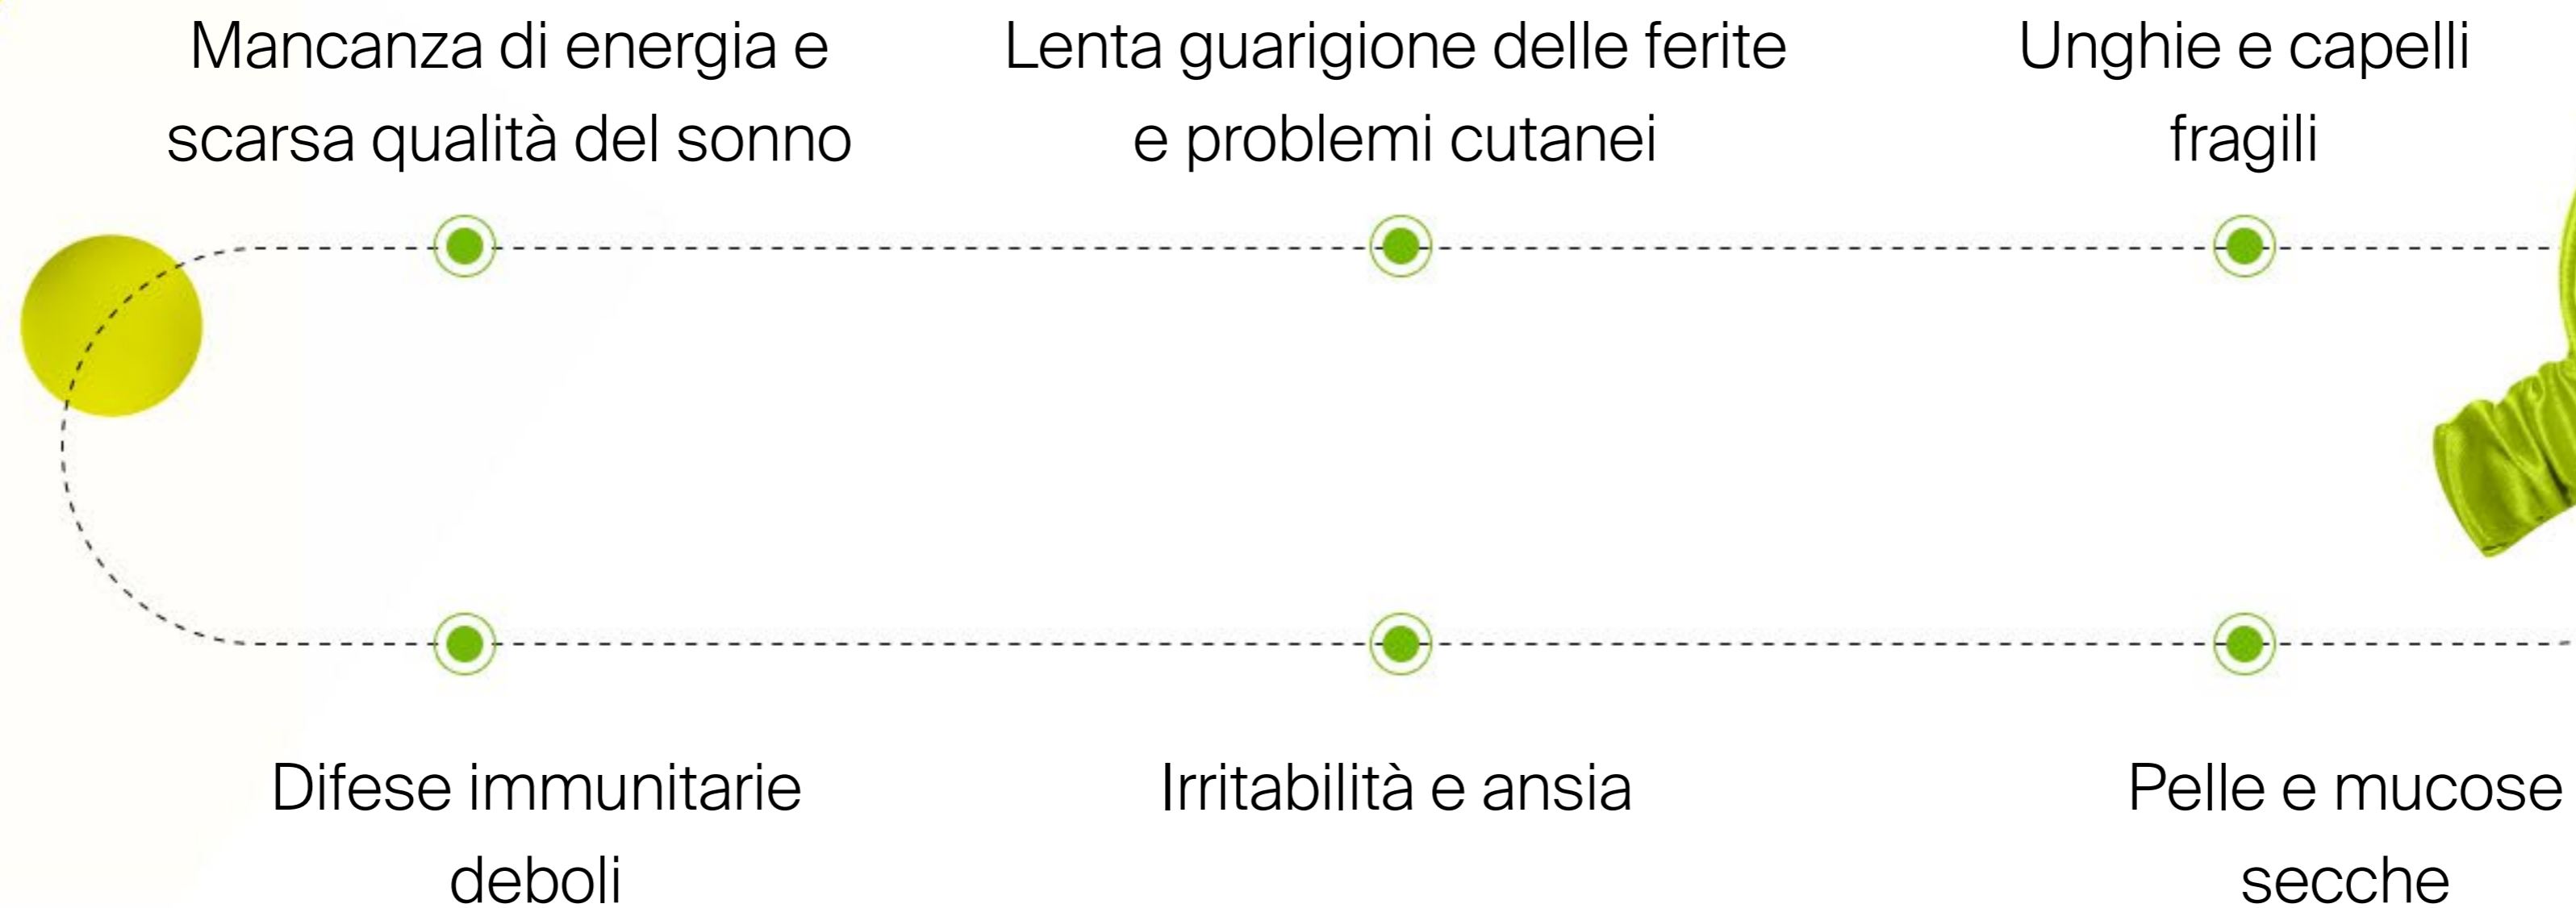 Mancanza di energia e
scarsa qualità del sonno
Lenta guarigione delle ferite
e problemi cutanei
Unghie e capelli
fragili
Difese immunitarie
deboli
Irritabilità e ansia
Pelle e mucose
secche